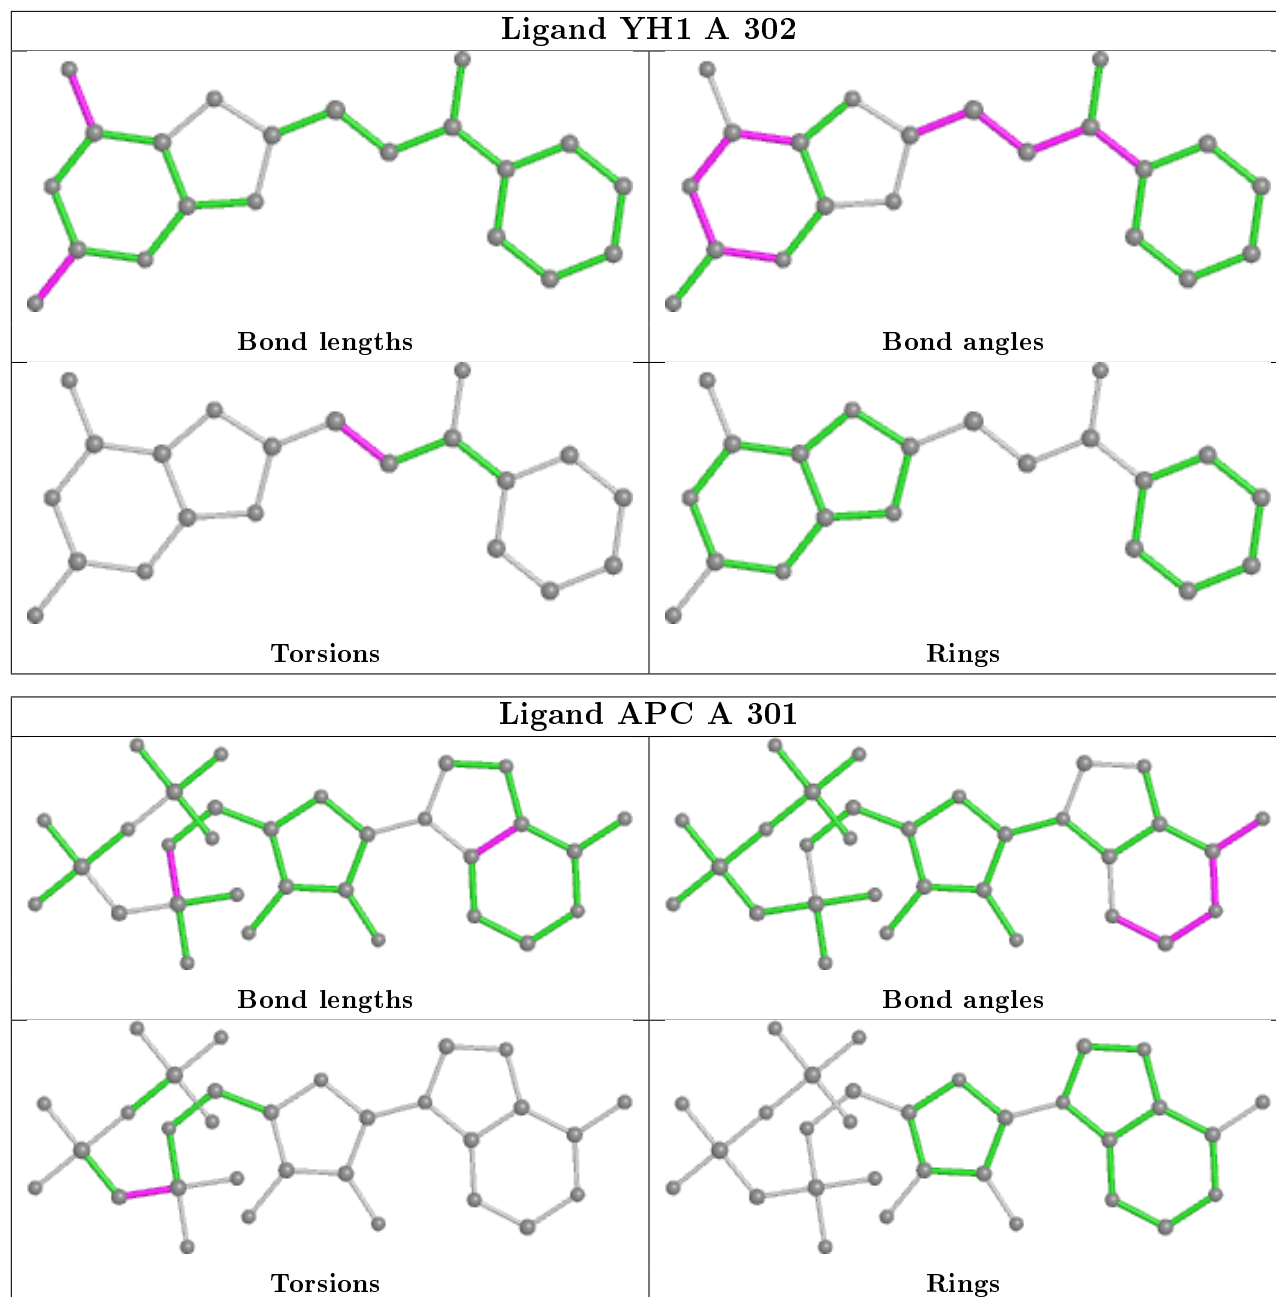 Ligand YH1 A 302
Bond lengths
Bond angles
Torsions
Rings
Ligand APC A 301
Bond lengths
Bond angles
Torsions
Rings